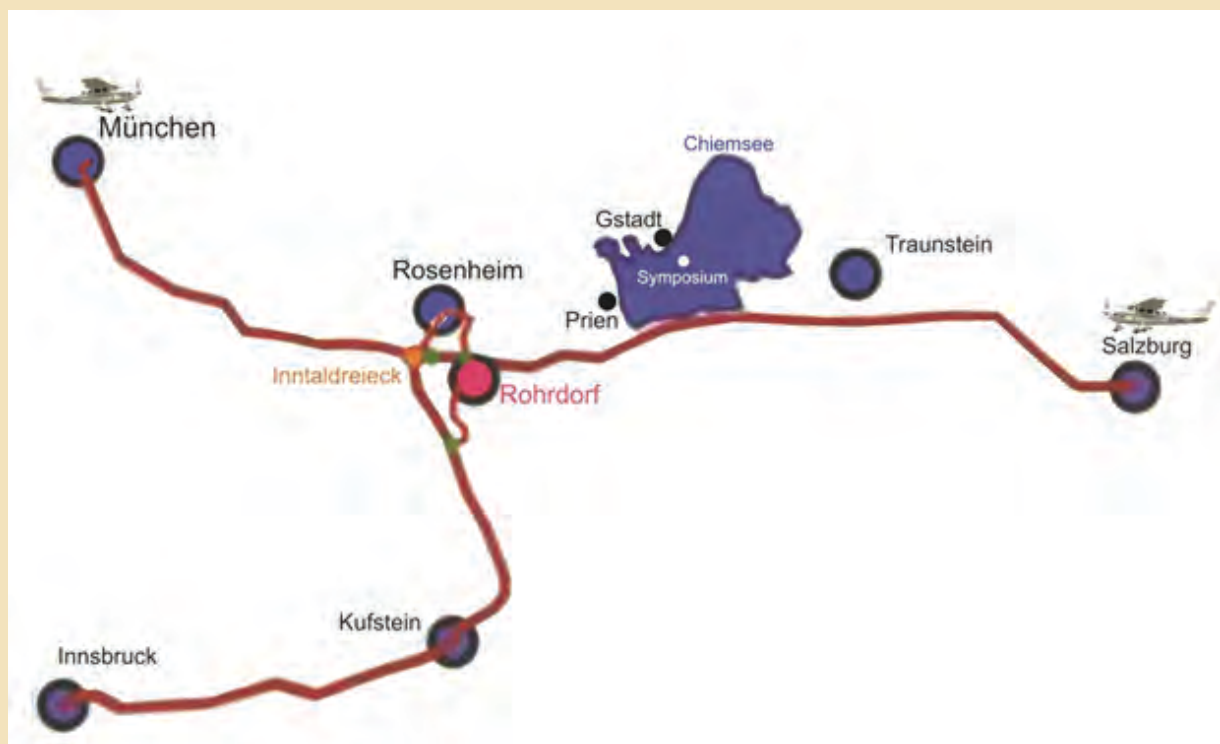 München
Chiemsee
Gstadt
Traunstein
Rosenheim
Symposium
Prien
Salzburg
Inntaldreieck
Rohrdorf
Kufstein
Innsbruck